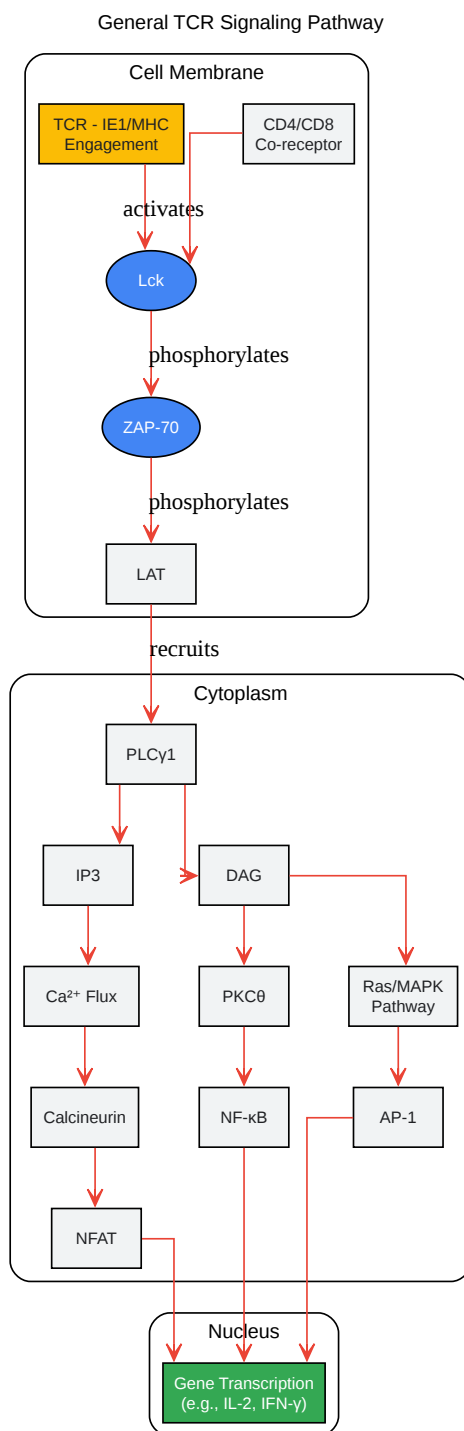 General TCR Signaling Pathway
Cell Membrane
TCR - IE1/MHC
Engagement
CD4/CD8
Co-receptor
activates
Lck
phosphorylates
ZAP-70
phosphorylates
LAT
recruits
Cytoplasm
PLCγ1
IP3
DAG
Ca²⁺ Flux
PKCθ
Ras/MAPK
Pathway
Calcineurin
NF-κB
AP-1
NFAT
Nucleus
Gene Transcription
(e.g., IL-2, IFN-γ)